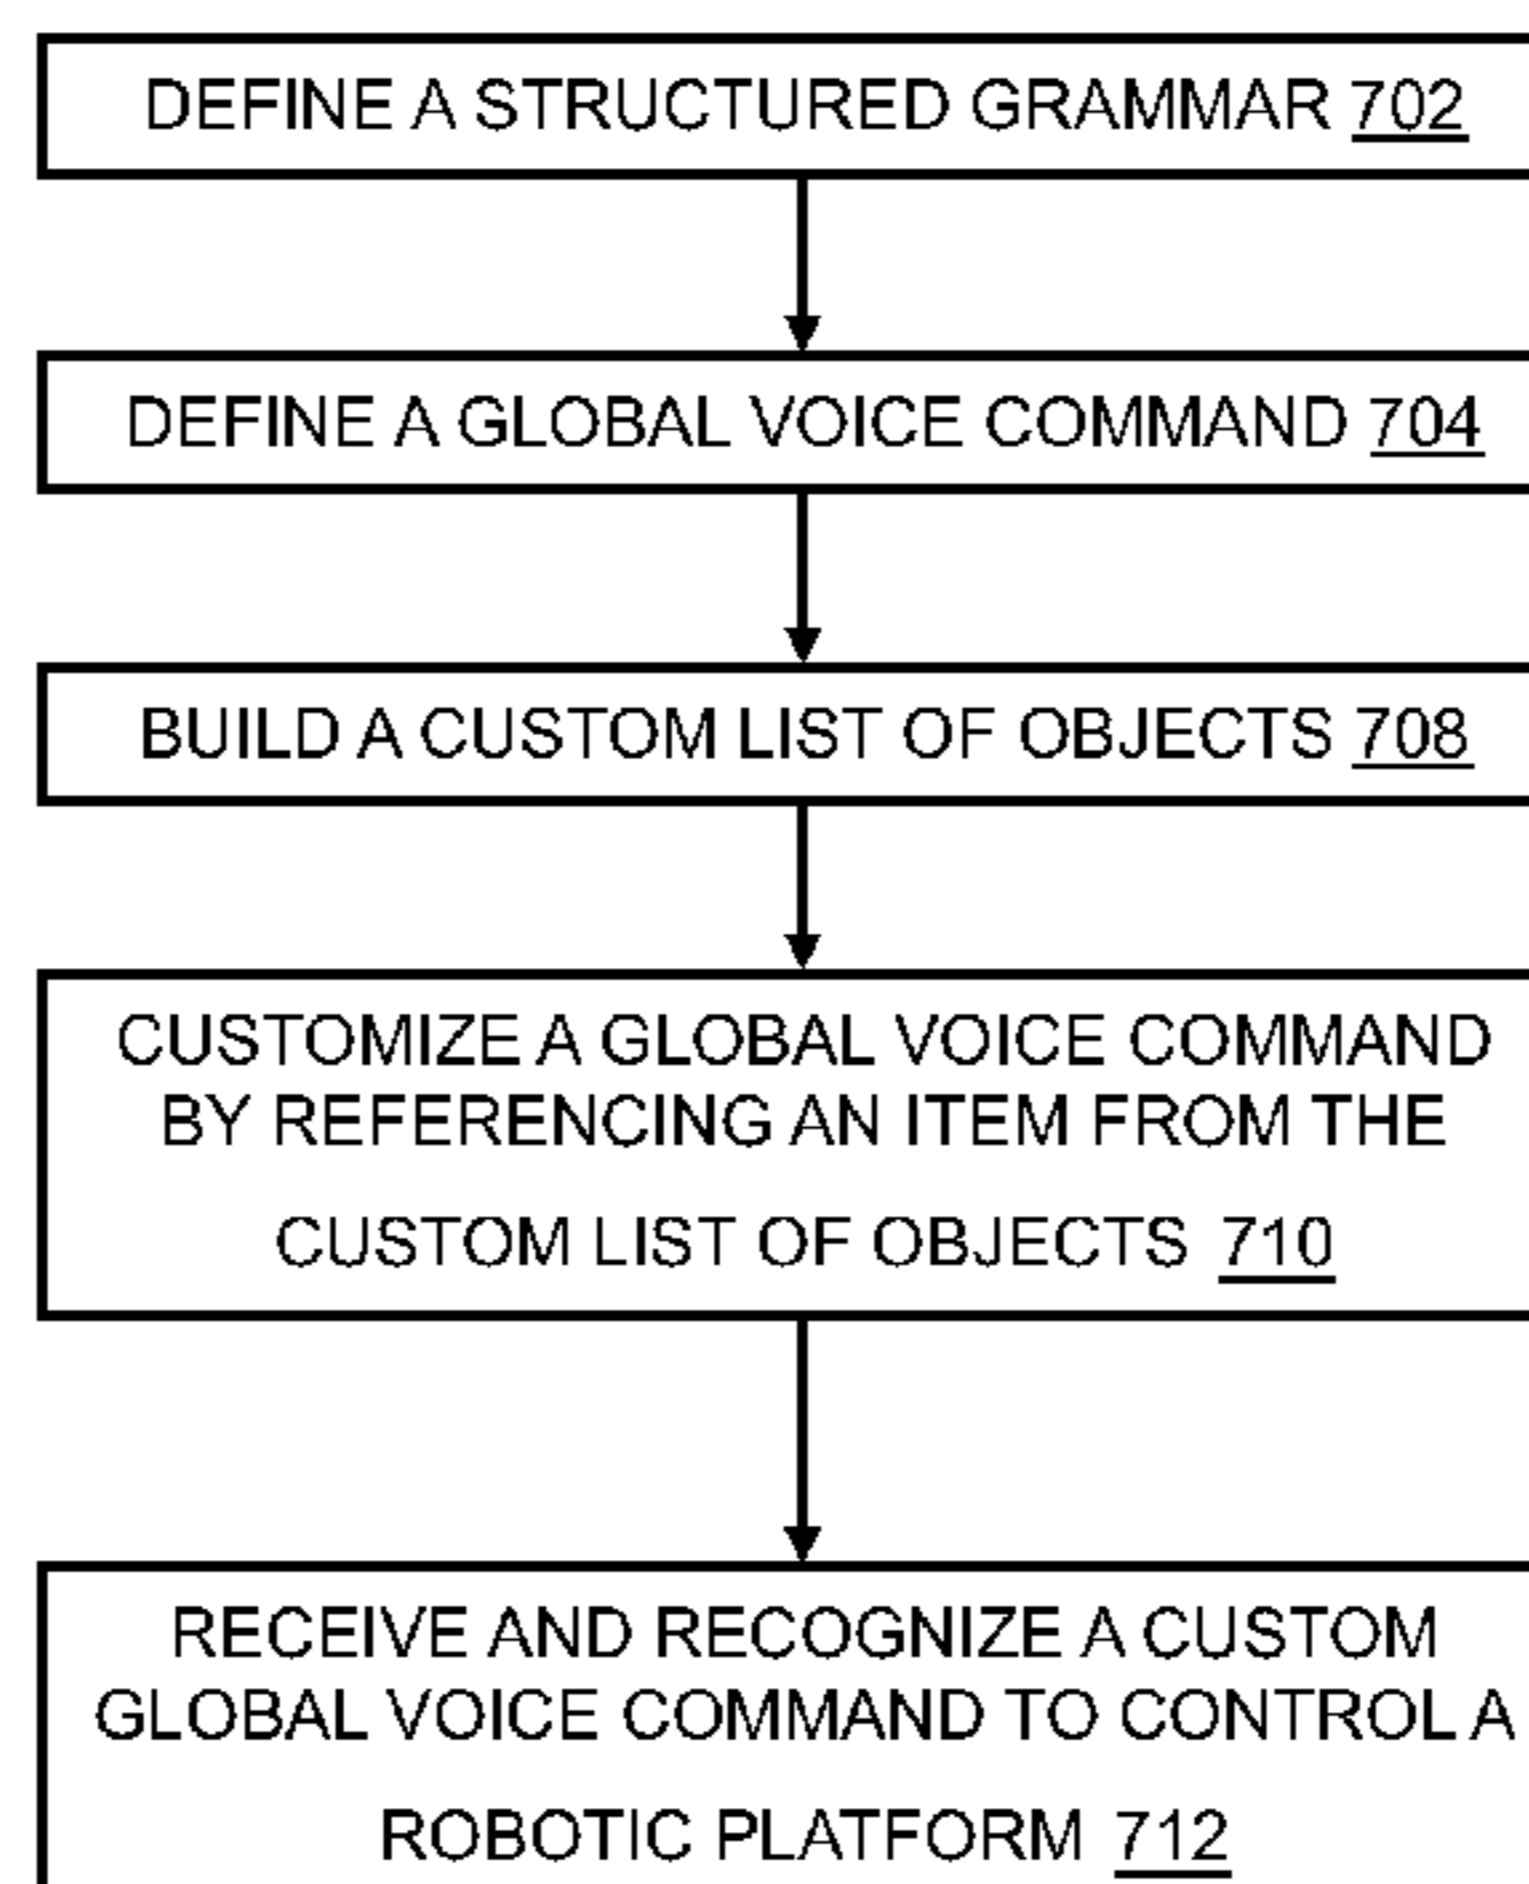 DEFINE A STRUCTURED GRAMMAR 702
DEFINE A GLOBAL VOICE COMMAND 704
BUILD A CUSTOM LIST OF OBJECTS 708
CUSTOMIZE A GLOBAL VOICE COMMAND
BY REFERENCING AN ITEM FROM THE
CUSTOM LIST OF OBJECTS 710
RECEIVE AND RECOGNIZE A CUSTOM
GLOBAL VOICE COMMAND TO CONTROL A
ROBOTIC PLATFORM 712